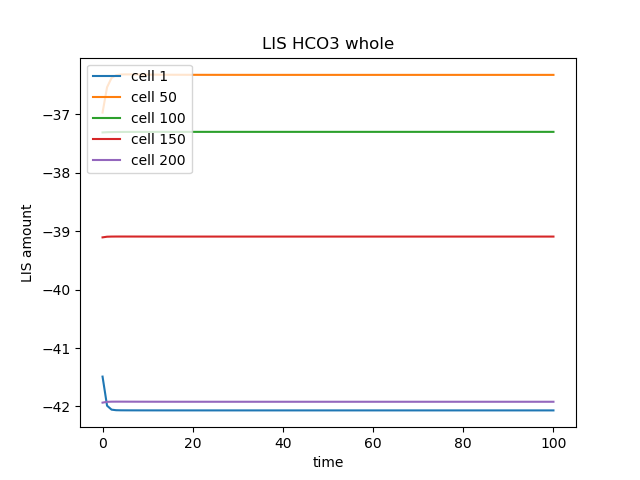 LIS HCO3 whole
cell 1
cell 50
cell 100
cell 150
cell 200
−37
−38
−39
−40
−41
−42
LIS amount
0 20 40 60 80 100
time